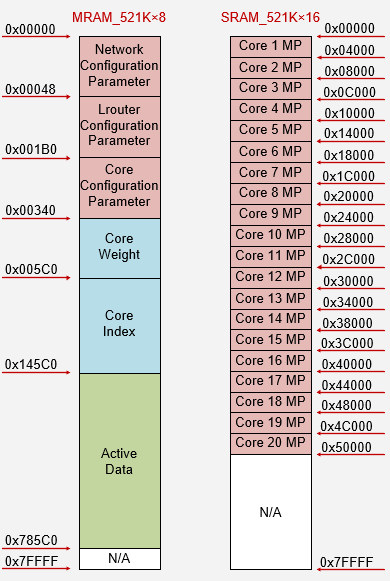 MRAM_521K×8
0x00000
Network
Configuration
Parameter
0x00048
Lrouter
Configuration
Parameter
0x001B0
Core
Configuration
Parameter
0x00340
Core
Weight
0x005C0
Core
Index
0x145C0
Active
Data
0x785C0
N/A
0x7FFFF
SRAM_521K×16
0x00000
Core 1 MP
0x04000
Core 2 MP
0x08000
Core 3 MP
0x0C000
Core 4 MP
0x10000
Core 5 MP
0x14000
Core 6 MP
0x18000
Core 7 MP
0x1C000
Core 8 MP
0x20000
Core 9 MP
0x24000
Core 10 MP
0x28000
Core 11 MP
0x2C000
Core 12 MP
0x30000
Core 13 MP
0x34000
Core 14 MP
0x38000
Core 15 MP
0x3C000
Core 16 MP
0x40000
Core 17 MP
0x44000
Core 18 MP
0x48000
Core 19 MP
0x4C000
Core 20 MP
0x50000
N/A
0x7FFFF